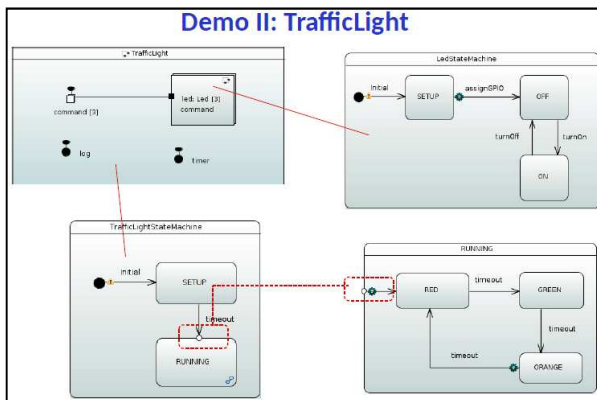 Demo II: TrafficLight
TrafficLight
led: Led [3]
command
command [3]
log
timer
LedStateMachine
Initial
SETUP
assignGPIO
OFF
turnOff
turnOn
ON
TrafficLightStateMachine
initial
SETUP
timeout
RUNNING
RUNNING
RED
timeout
GREEN
timeout
timeout
ORANGE